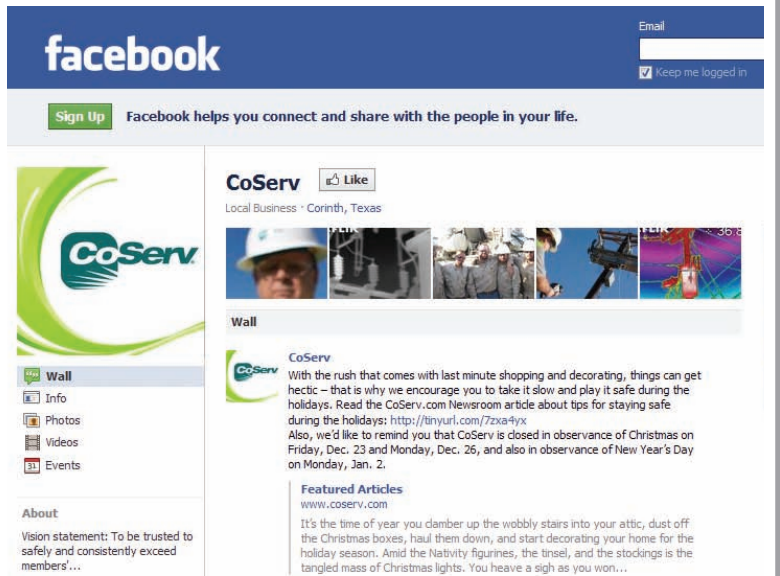 facebook
Email
Keep me logged in
Sign Up
Facebook helps you connect and share with the people in your life.
CoServ
CoServ
Like
Local Business · Corinth, Texas
FLIR
36.8
Wall
Wall
Info
Photos
Videos
31
Events
About
Vision statement: To be trusted to
safely and consistently exceed
members'...
CoServ
CoServ
With the rush that comes with last minute shopping and decorating, things can get
hectic – that is why we encourage you to take it slow and play it safe during the
holidays. Read the CoServ.com Newsroom article about tips for staying safe
during the holidays: http://tinyurl.com/7zxa4yx
Also, we'd like to remind you that CoServ is closed in observance of Christmas on
Friday, Dec. 23 and Monday, Dec. 26, and also in observance of New Year's Day
on Monday, Jan. 2.
Featured Articles
www.coserv.com
It's the time of year you clamber up the wobbly stairs into your attic, dust off
the Christmas boxes, haul them down, and start decorating your home for the
holiday season. Amid the Nativity figurines, the tinsel, and the stockings is the
tangled mass of Christmas lights. You heave a sigh as you won...